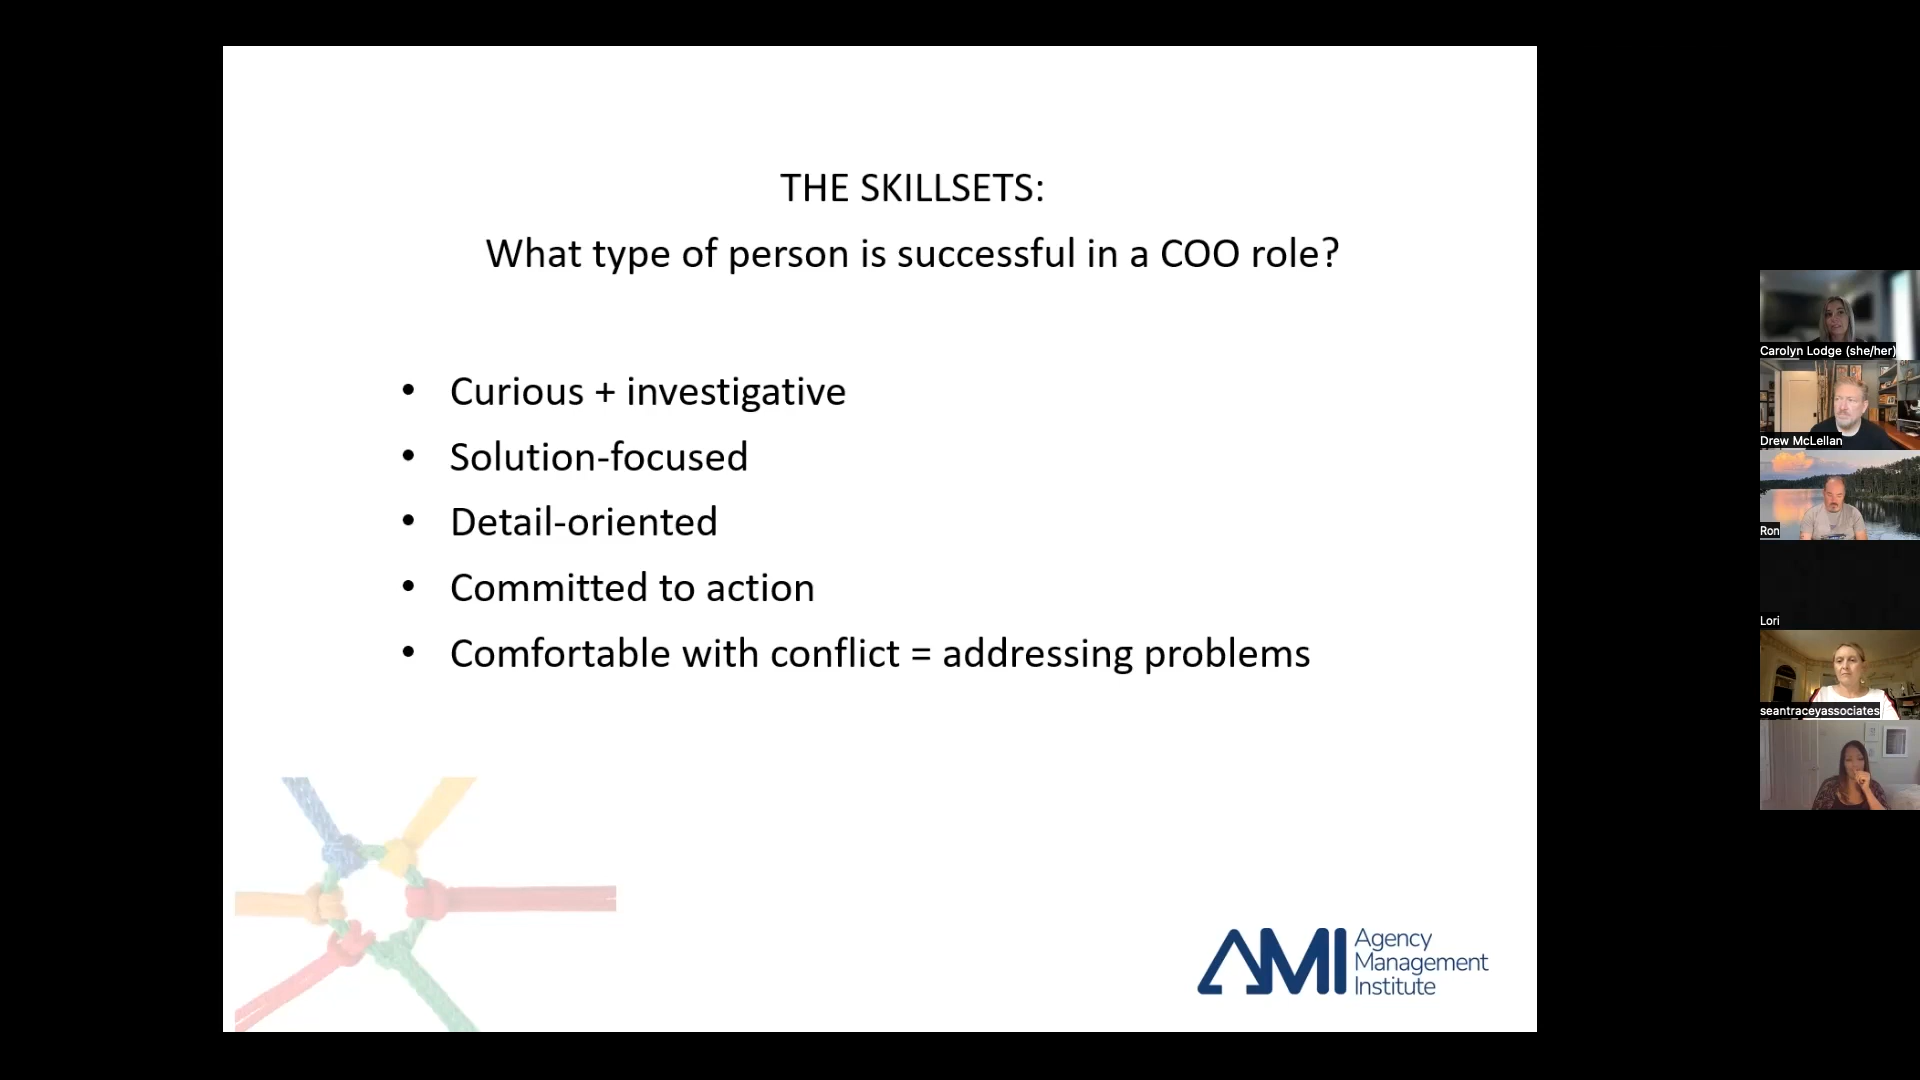 THE SKILLSETS:
What type of person is successful in a COO role?
• Curious + investigative
• Solution-focused
• Detail-oriented
• Committed to action
• Comfortable with conflict = addressing problems
AMI
Agency
Management
Institute
Carolyn Lodge (she/her)
Drew McLellan
Ron
Lori
seantraceyassociates